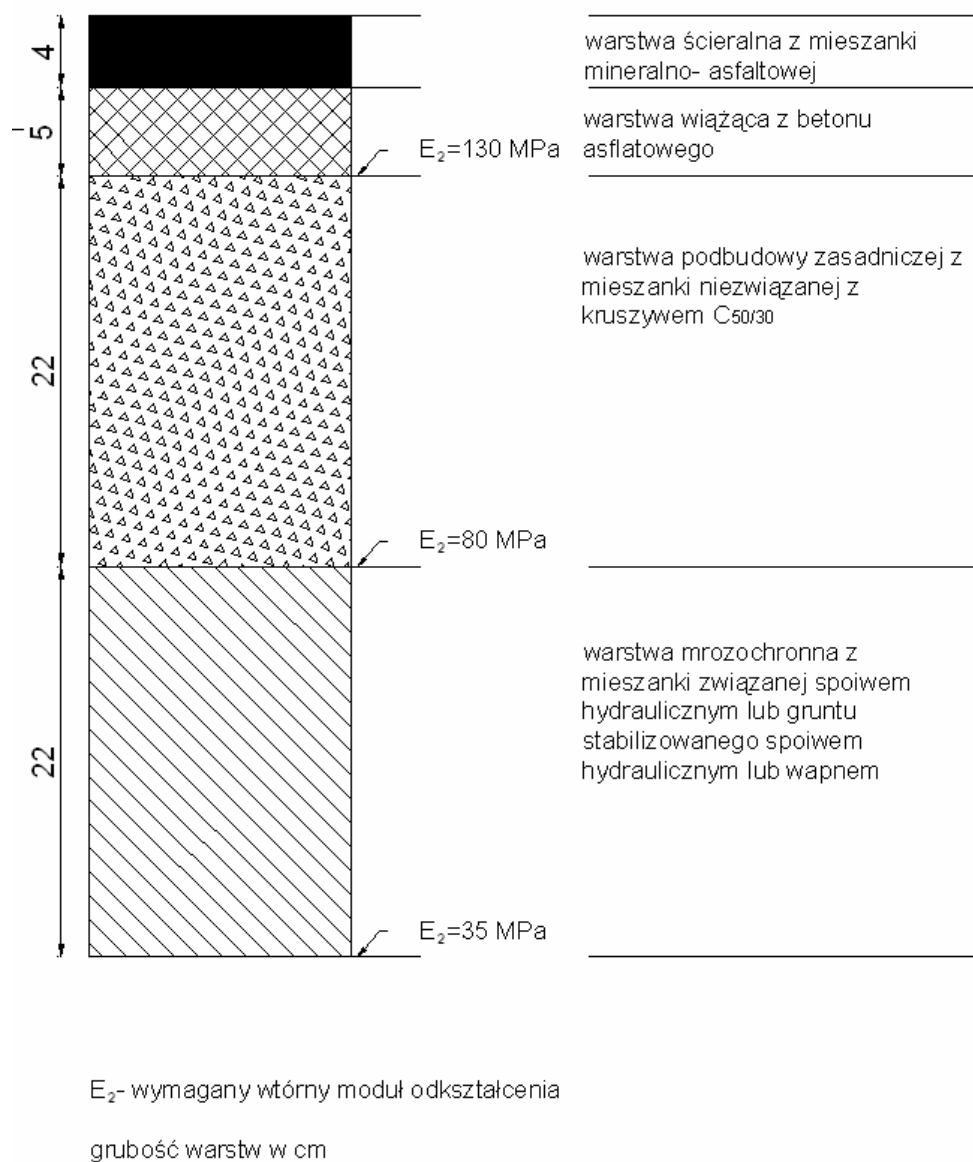 4
warstwa ścieralna z mieszanki
mineralno- asfaltowej
5
warstwa wiążąca z betonu
asflatowego
E₂=130 MPa
22
warstwa podbudowy zasadniczej z
mieszanki niezwiązanej z
kruszywem C50/30
E₂=80 MPa
22
warstwa mrozochronna z
mieszanki związanej spoiwem
hydraulicznym lub gruntu
stabilizowanego spoiwem
hydraulicznym lub wapnem
E₂=35 MPa
E₂- wymagany wtórny moduł odkształcenia
grubość warstw w cm